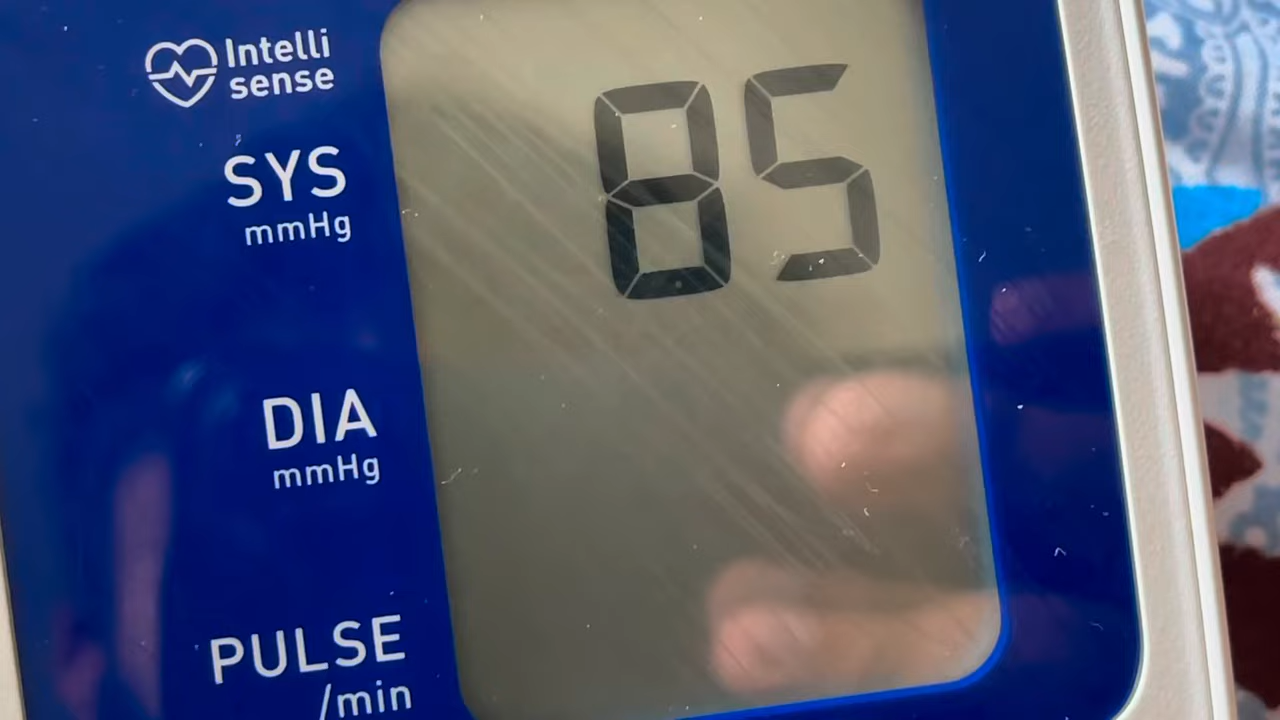 Intelli
sense
85
SYS
mmHg
DIA
mmHg
PULSE
/min